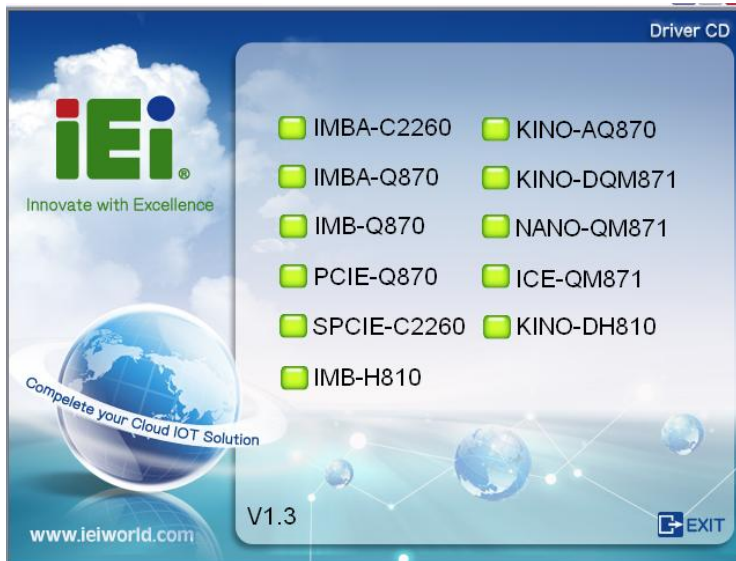 Driver CD
iEi®
Innovate with Excellence
IMBA-C2260
IMBA-Q870
IMB-Q870
PCIE-Q870
SPCIE-C2260
IMB-H810
KINO-AQ870
KINO-DQM871
NANO-QM871
ICE-QM871
KINO-DH810
Compelete your Cloud IOT Solution
V1.3
EXIT
www.ieiworld.com